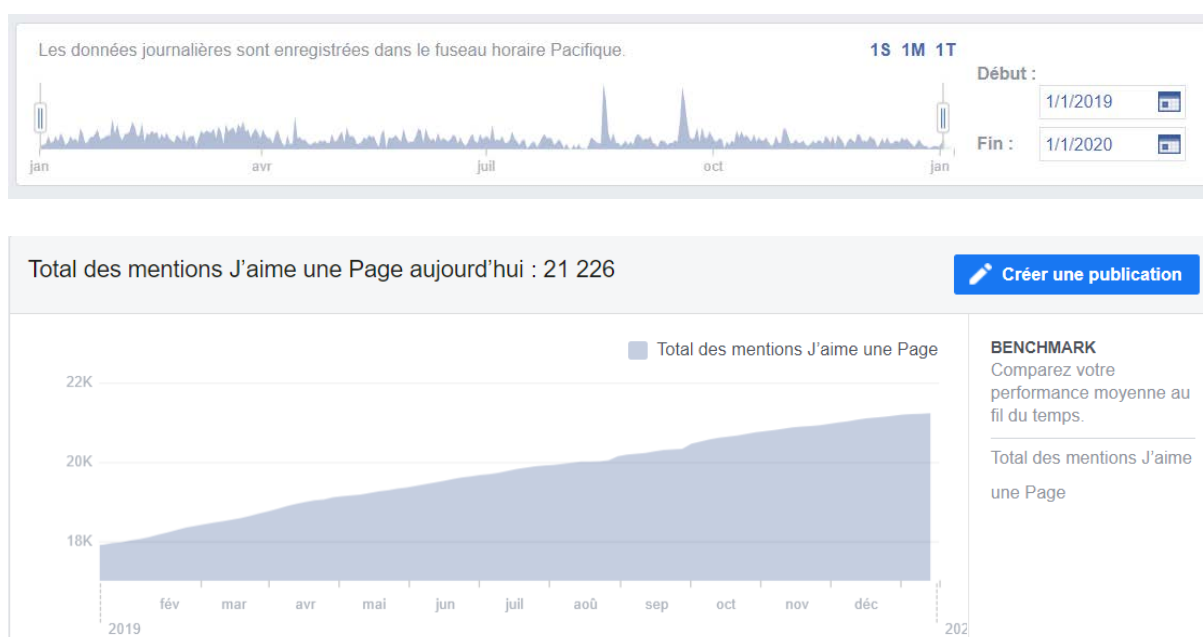 Les données journalières sont enregistrées dans le fuseau horaire Pacifique.
1S 1M 1T
Début :
1/1/2019
Fin :
1/1/2020
jan avr juil oct jan
Total des mentions J’aime une Page aujourd’hui : 21 226
Créer une publication
Total des mentions J’aime une Page
22K
20K
18K
fév mar avr mai jun juil aoû sep oct nov déc
2019 202
BENCHMARK
Comparez votre
performance moyenne au
fil du temps.
Total des mentions J’aime
une Page